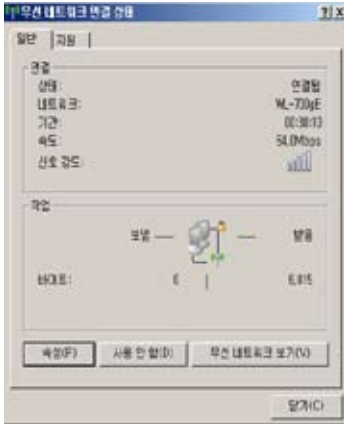 무선 네트워크 연결 상태
일반 지원
연결
상태: 연결됨
네트워크: WL-700gE
기간: 00:38:13
속도: 54.0Mbps
신호 강도:
작업
보냄 받음
바이트: 0 6,815
속성(P) 사용 안 함(D) 무선 네트워크 보기(V)
닫기(C)